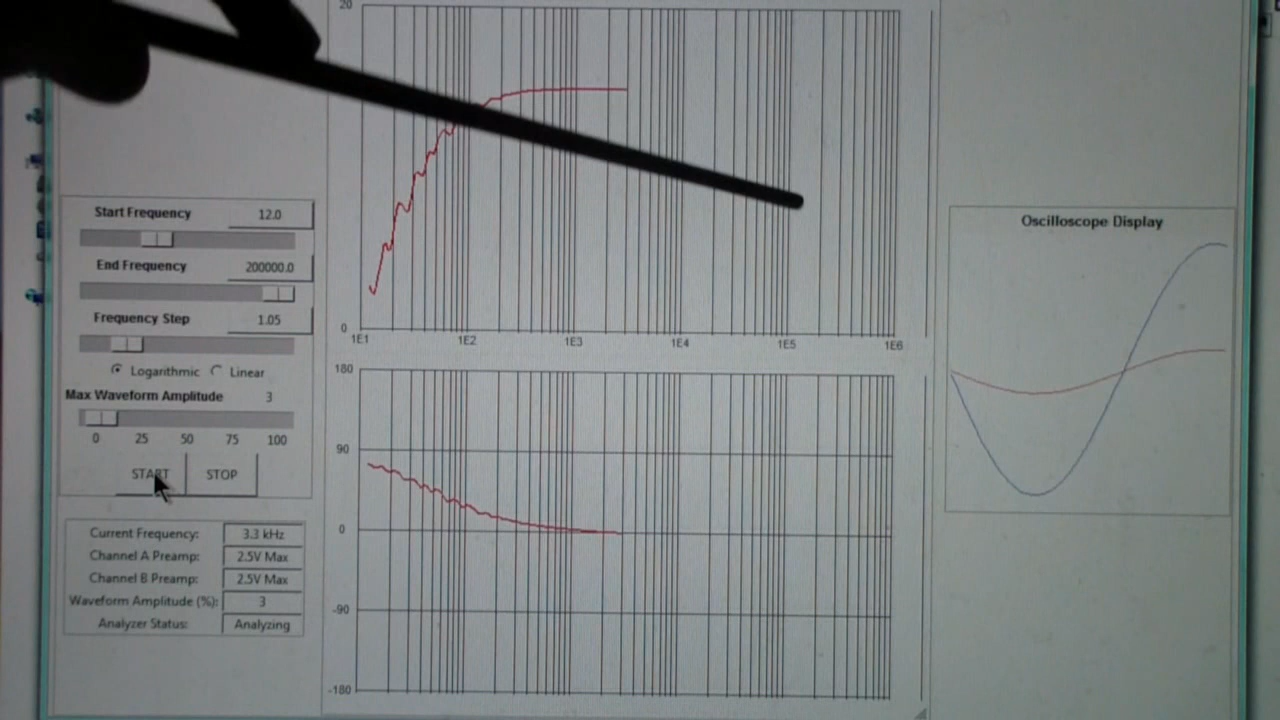 20
Start Frequency 12.0
End Frequency 200000.0
Frequency Step 1.05
Logarithmic Linear
Max Waveform Amplitude 3
0 25 50 75 100
START STOP
Current Frequency: 3.3 kHz
Channel A Preamp: 2.5V Max
Channel B Preamp: 2.5V Max
Waveform Amplitude (%): 3
Analyzer Status: Analyzing
0
1E1 1E2 1E3 1E4 1E5 1E6
180
90
0
-90
-180
Oscilloscope Display